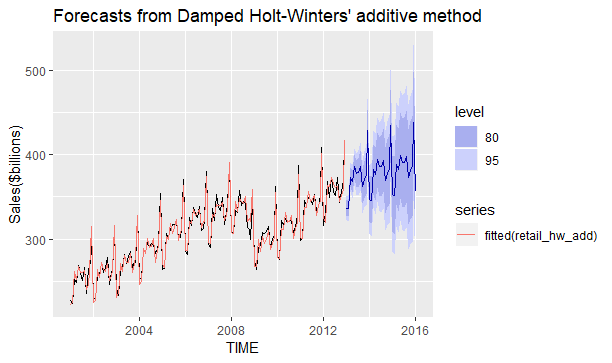 Forecasts from Damped Holt-Winters' additive method
Sales($billions)
500
400
300
2004
2008
2012
2016
TIME
level
80
95
series
fitted(retail_hw_add)